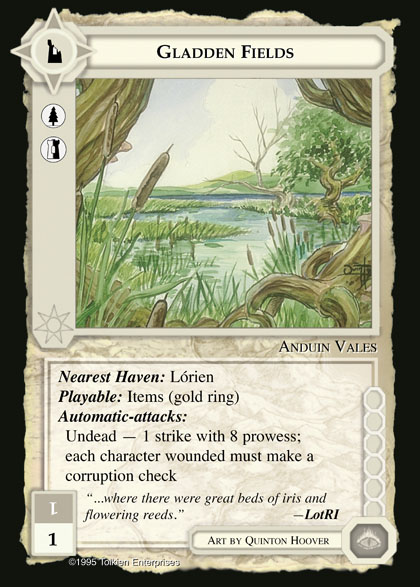 GLADDEN FIELDS
ANDUIN VALES
Nearest Haven: Lórien
Playable: Items (gold ring)
Automatic-attacks:
Undead — 1 strike with 8 prowess;
each character wounded must make a
corruption check
“...where there were great beds of iris and
flowering reeds.” —LotRI
1
1
ART BY QUINTON HOOVER
©1995 Tolkien Enterprises